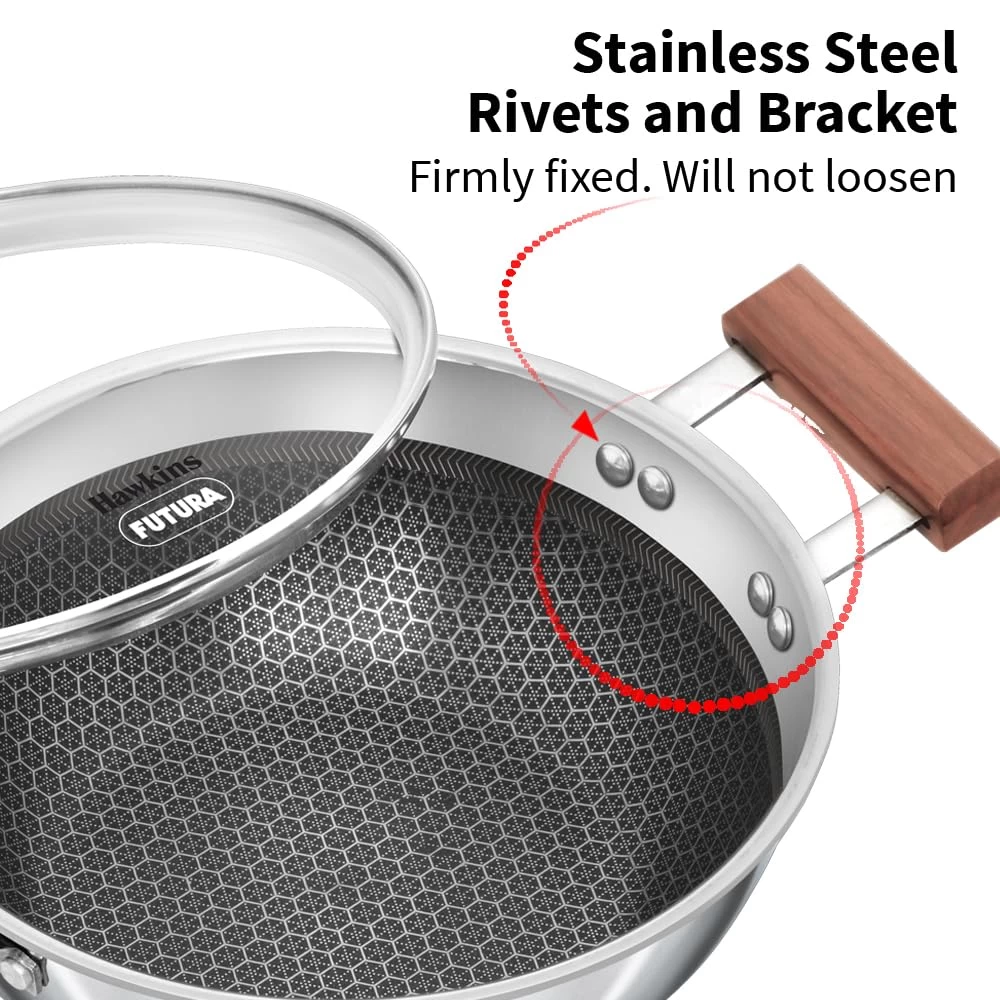 Stainless Steel
Rivets and Bracket
Firmly fixed. Will not loosen
Hawkins
FUTURA